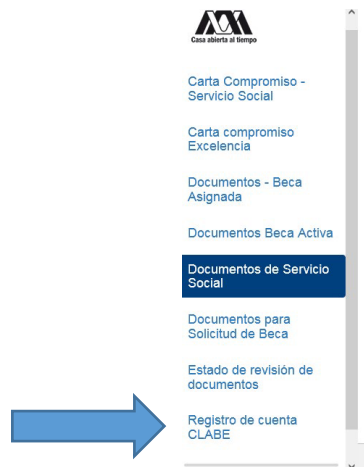 Casa abierta al tiempo
Carta Compromiso -
Servicio Social
Carta compromiso
Excelencia
Documentos - Beca
Asignada
Documentos Beca Activa
Documentos de Servicio
Social
Documentos para
Solicitud de Beca
Estado de revisión de
documentos
Registro de cuenta
CLABE